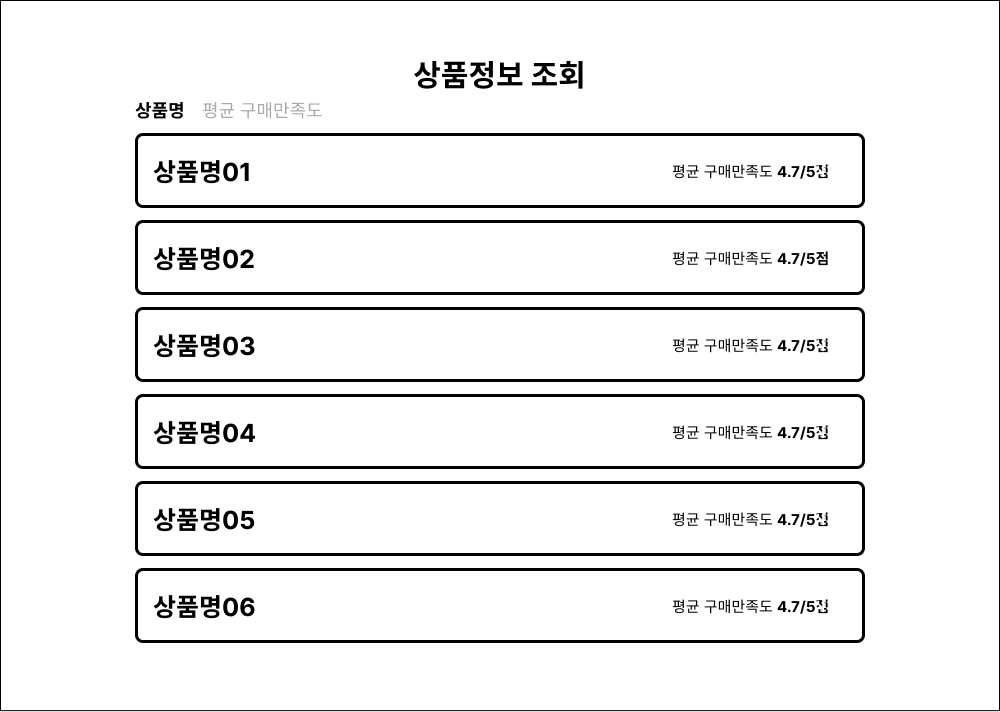 상품정보 조회
상품명 평균 구매만족도
상품명01 평균 구매만족도 4.7/5점
상품명02 평균 구매만족도 4.7/5점
상품명03 평균 구매만족도 4.7/5점
상품명04 평균 구매만족도 4.7/5점
상품명05 평균 구매만족도 4.7/5점
상품명06 평균 구매만족도 4.7/5점